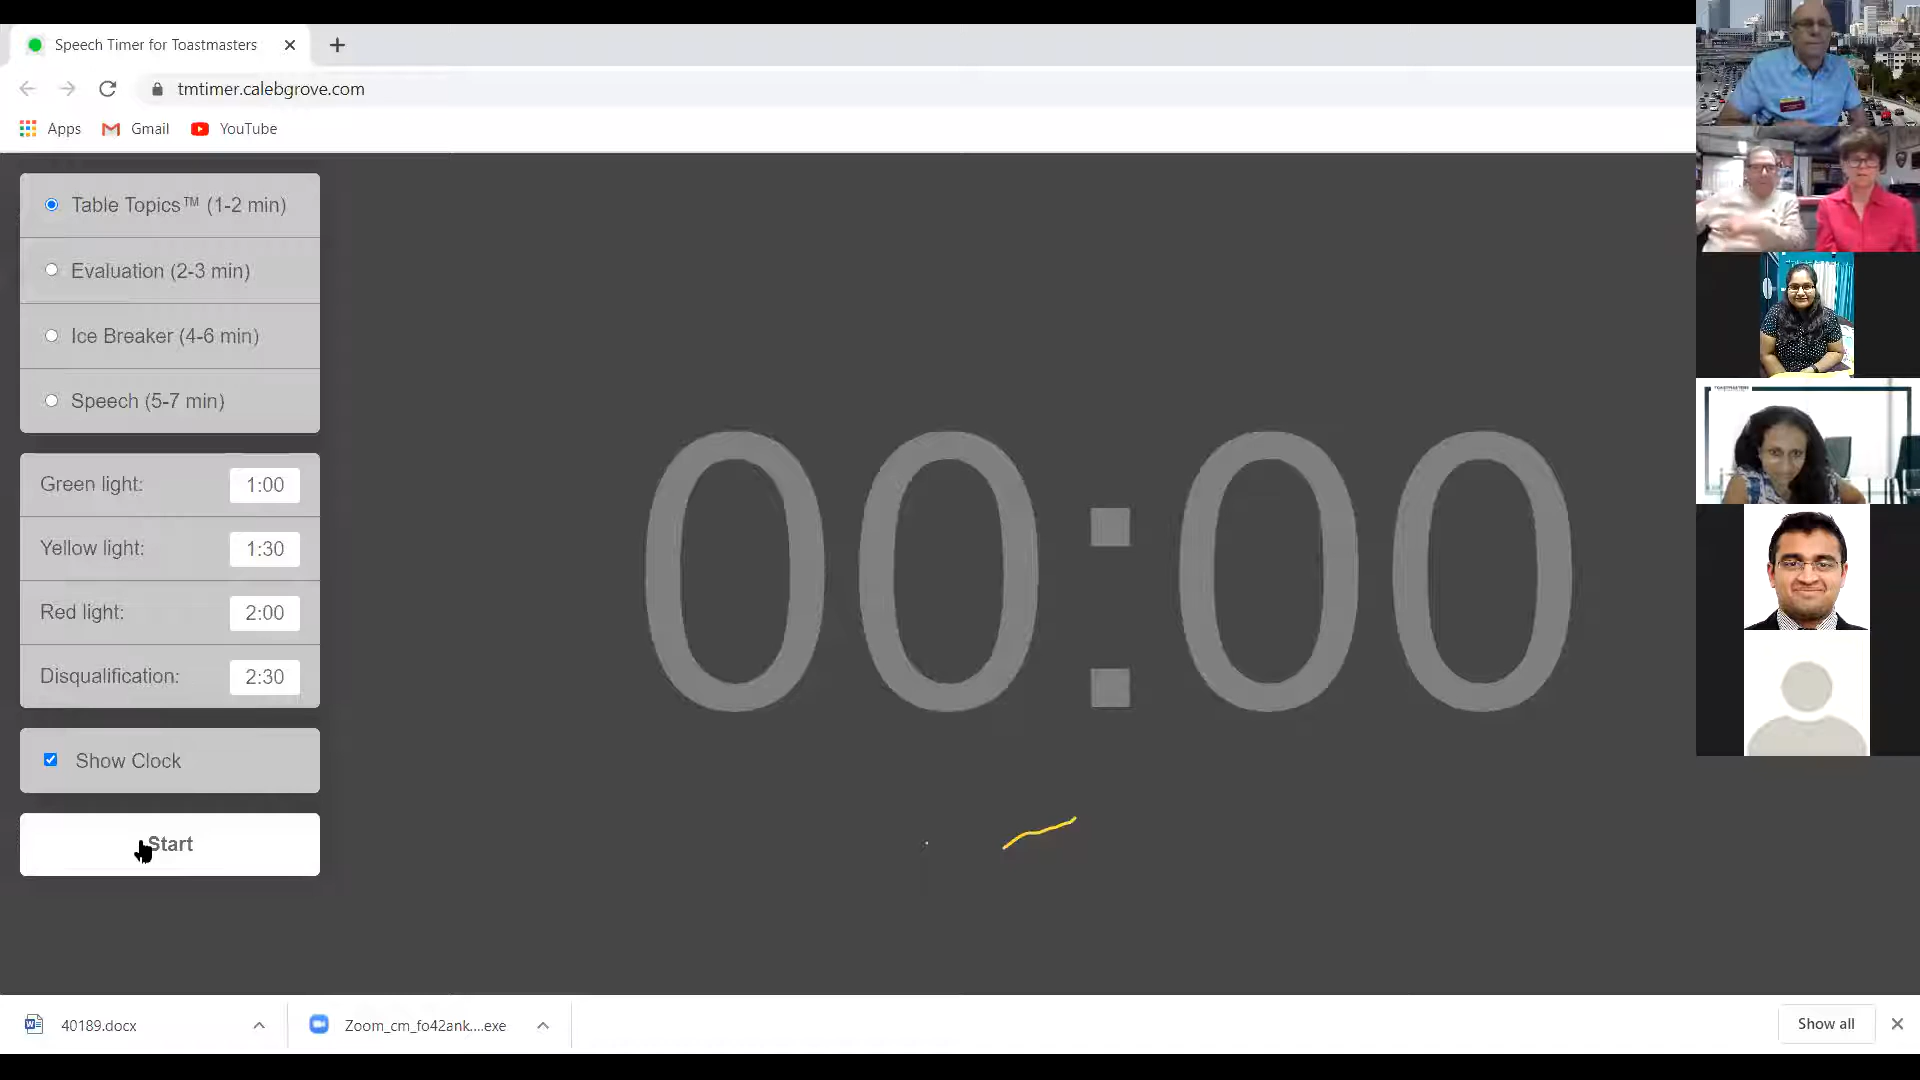 Speech Timer for Toastmasters
tmtimer.calebgrove.com
Apps Gmail YouTube
Table Topics™ (1-2 min)
Evaluation (2-3 min)
Ice Breaker (4-6 min)
Speech (5-7 min)
Green light: 1:00
Yellow light: 1:30
Red light: 2:00
Disqualification: 2:30
Show Clock
Start
00:00
TOASTMASTERS
40189.docx
Zoom_cm_fo42ank....exe
Show all